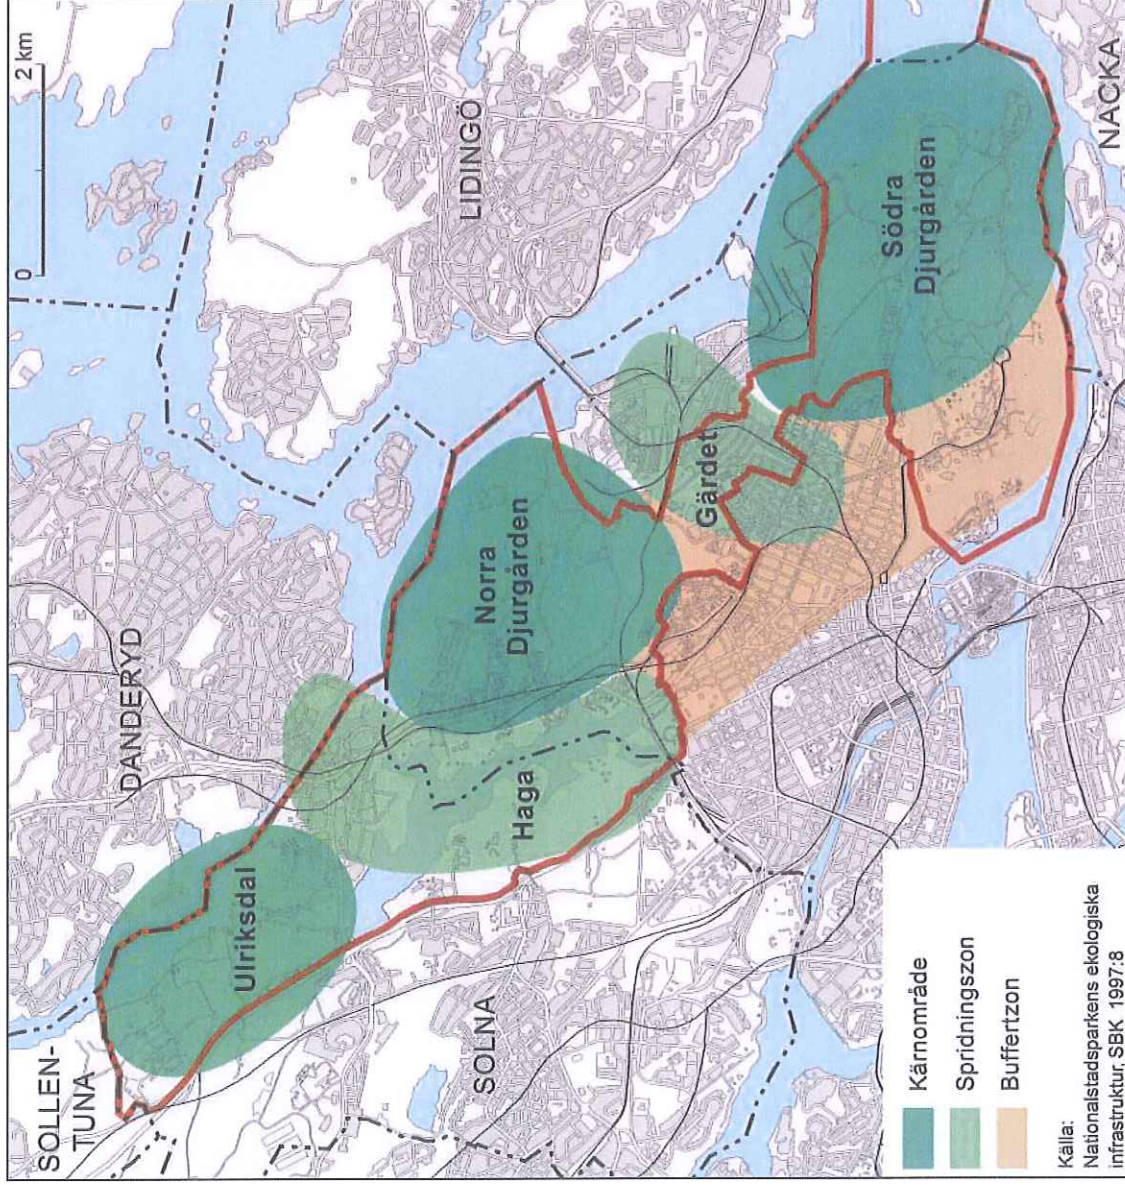 SOLLEN-
TUNA
DANDERYD
LIDINGÖ
0
2 km
Ulriksdal
Norra
Djurgården
Haga
Gärdet
Södra
Djurgården
SOLNA
NACKA
Kärnområde
Spridningszon
Buffertzon
Källa:
Nationalstadsparkens ekologiska
infrastruktur, SBK 1997:8